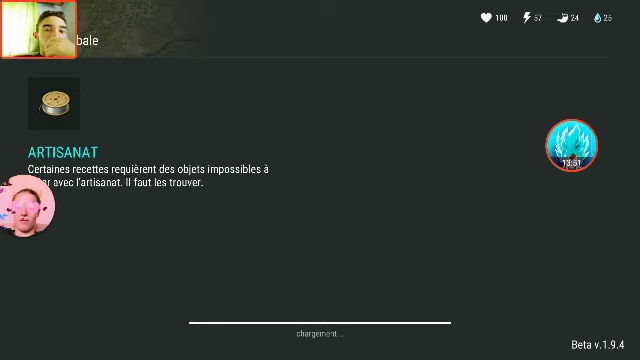 100 57 24 25
bale
ARTISANAT
Certaines recettes requièrent des objets impossibles à
avec l'artisanat. Il faut les trouver.
13:51
chargement...
Beta v.1.9.4